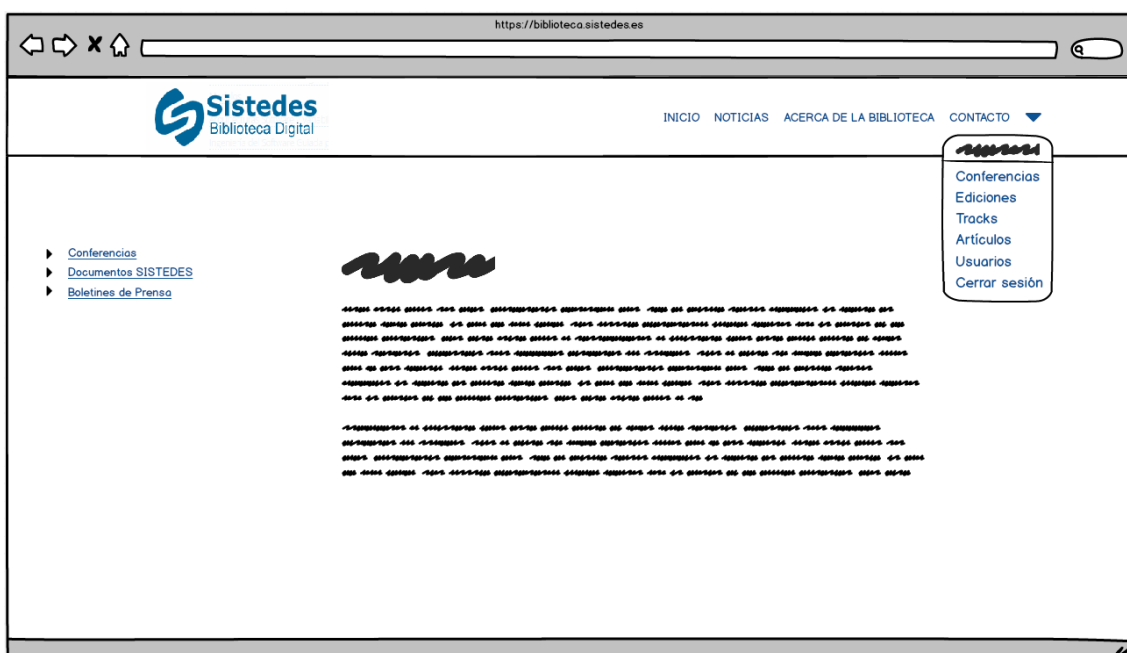 https://biblioteca.sistedes.es
Sistedes
Biblioteca Digital
INICIO NOTICIAS ACERCA DE LA BIBLIOTECA CONTACTO
Conferencias
Ediciones
Tracks
Artículos
Usuarios
Cerrar sesión
Conferencias
Documentos SISTEDES
Boletines de Prensa